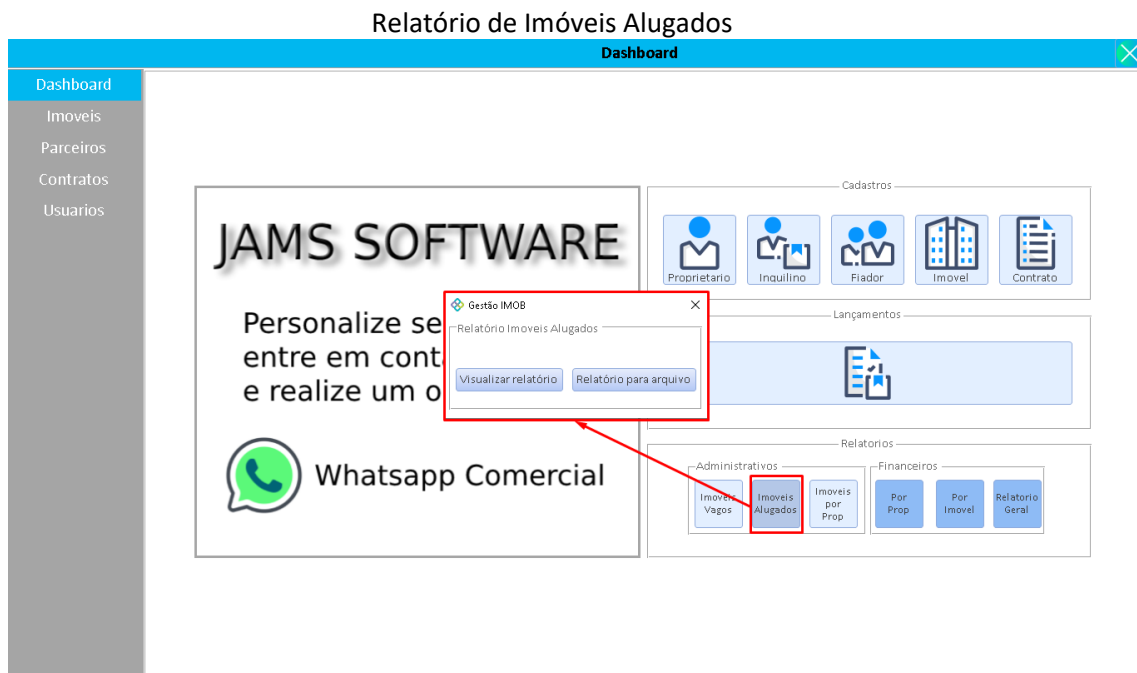 Relatório de Imóveis Alugados
Dashboard
Dashboard
Imoveis
Parceiros
Contratos
Usuarios
JAMS SOFTWARE
Personalize se
entre em cont
e realize um o
Whatsapp Comercial
Gestão IMOB
Relatório Imoveis Alugados
Visualizar relatório
Relatório para arquivo
Cadastros
Proprietario
Inquilino
Fiador
Imovel
Contrato
Lançamentos
Relatorios
Administrativos
Imoveis
Vagos
Imoveis
Alugados
Imoveis
por
Prop
Financeiros
Por
Prop
Por
Imovel
Relatorio
Geral